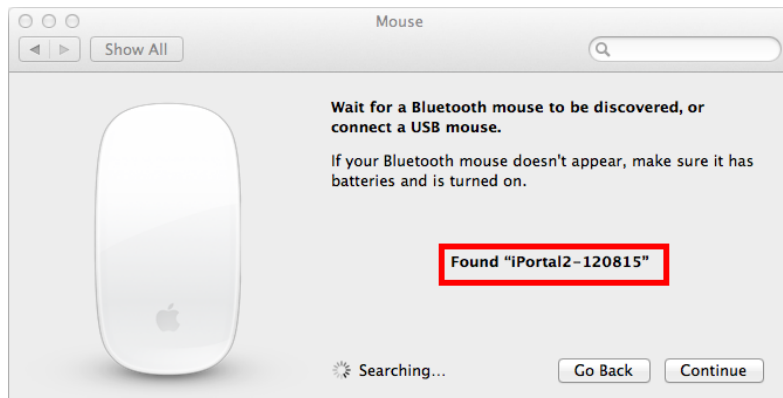 Mouse
Show All
Wait for a Bluetooth mouse to be discovered, or
connect a USB mouse.
If your Bluetooth mouse doesn't appear, make sure it has
batteries and is turned on.
Found “iPortal2-120815”
Searching...
Go Back
Continue